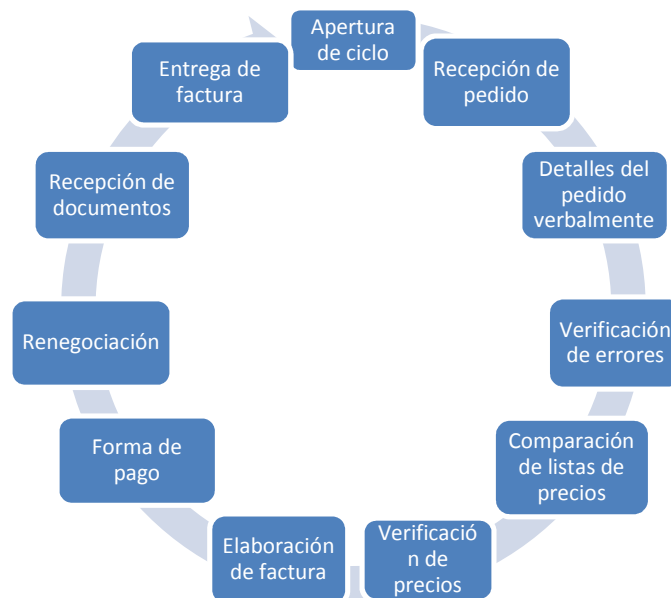 Apertura
de ciclo
Recepción de
pedido
Detalles del
pedido
verbalmente
Verificación
de errores
Comparación
de listas de
precios
Verificació
n de
precios
Elaboración
de factura
Forma de
pago
Renegociación
Recepción de
documentos
Entrega de
factura